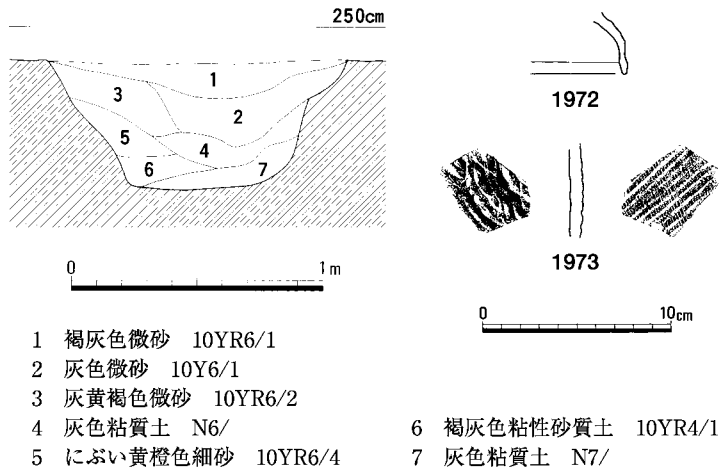 250cm
1
2
3
4
5
6
7
0 1m
1972
1973
0 10cm
1 褐灰色微砂 10YR6/1
2 灰色微砂 10Y6/1
3 灰黄褐色微砂 10YR6/2
4 灰色粘質土 N6/
5 にぶい黄橙色細砂 10YR6/4
6 褐灰色粘性砂質土 10YR4/1
7 灰色粘質土 N7/